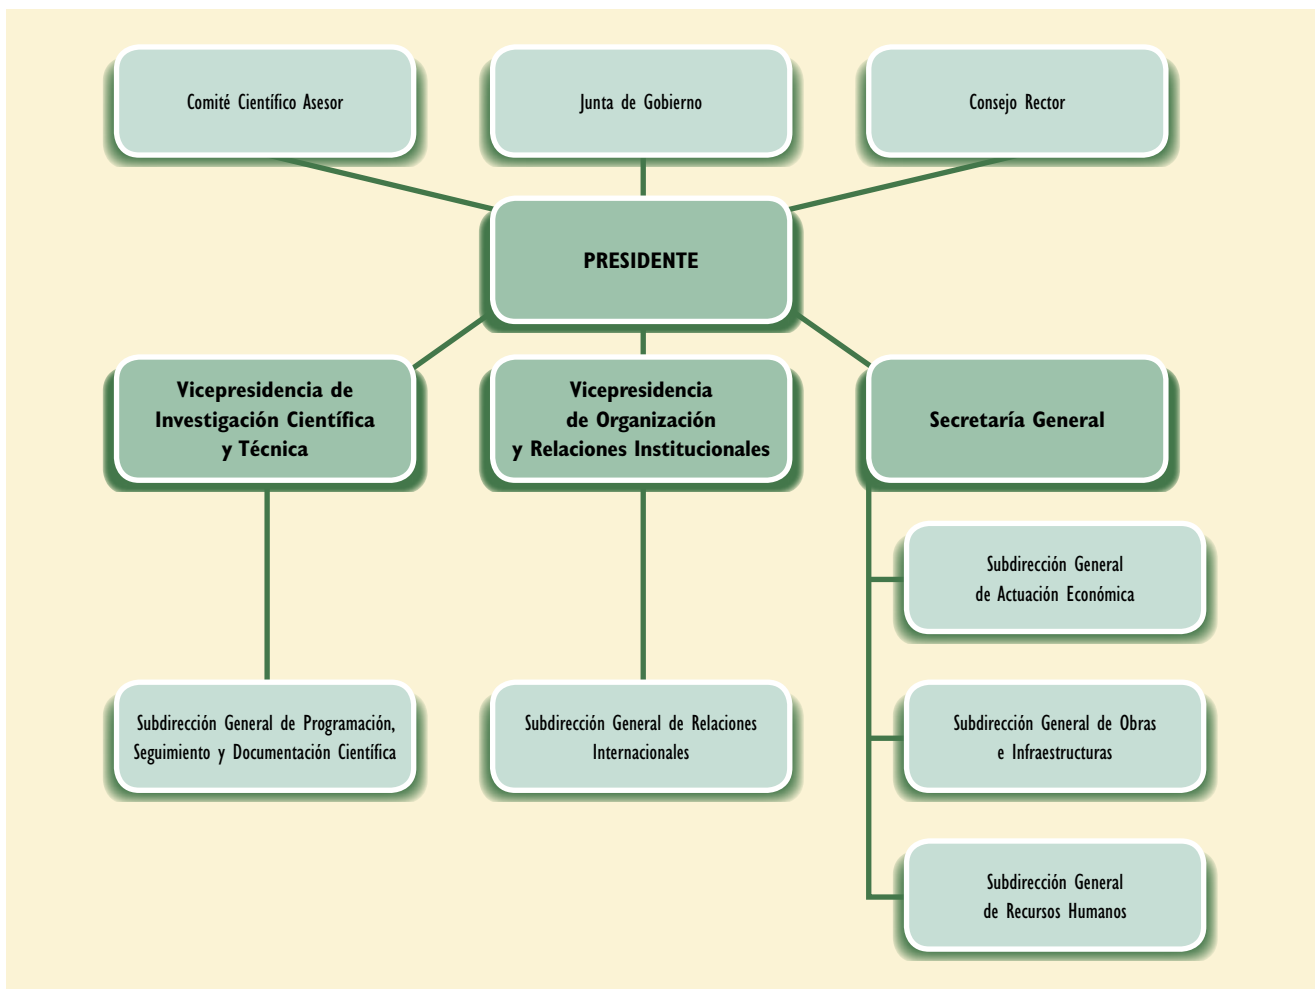 Comité Científico Asesor
Junta de Gobierno
Consejo Rector
PRESIDENTE
Vicepresidencia de
Investigación Científica
y Técnica
Vicepresidencia
de Organización
y Relaciones Institucionales
Secretaría General
Subdirección General
de Actuación Económica
Subdirección General de Programación,
Seguimiento y Documentación Científica
Subdirección General de Relaciones
Internacionales
Subdirección General de Obras
e Infraestructuras
Subdirección General
de Recursos Humanos